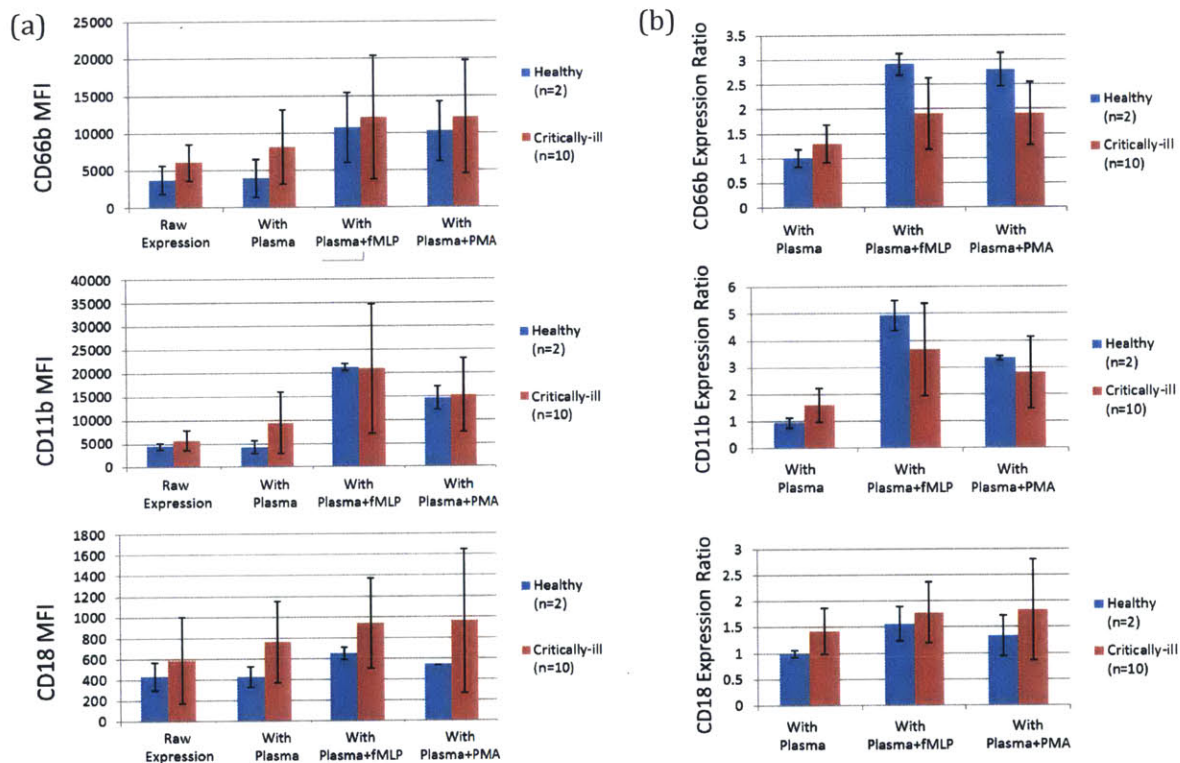 (a)
CD66b MFI
25000
20000
15000
10000
5000
0
Raw
Expression
With
Plasma
With
Plasma+fMLP
With
Plasma+PMA
Healthy
(n=2)
Critically-ill
(n=10)
CD11b MFI
40000
35000
30000
25000
20000
15000
10000
5000
0
Raw
Expression
With
Plasma
With
Plasma+fMLP
With
Plasma+PMA
Healthy
(n=2)
Critically-ill
(n=10)
CD18 MFI
1800
1600
1400
1200
1000
800
600
400
200
0
Raw
Expression
With
Plasma
With
Plasma+fMLP
With
Plasma+PMA
Healthy
(n=2)
Critically-ill
(n=10)
(b)
CD66b Expression Ratio
3.5
3
2.5
2
1.5
1
0.5
0
With
Plasma
With
Plasma+fMLP
With
Plasma+PMA
Healthy
(n=2)
Critically-ill
(n=10)
CD11b Expression Ratio
6
5
4
3
2
1
0
With
Plasma
With
Plasma+fMLP
With
Plasma+PMA
Healthy
(n=2)
Critically-ill
(n=10)
CD18 Expression Ratio
3
2.5
2
1.5
1
0.5
0
With
Plasma
With
Plasma+fMLP
With
Plasma+PMA
Healthy
(n=2)
Critically-ill
(n=10)